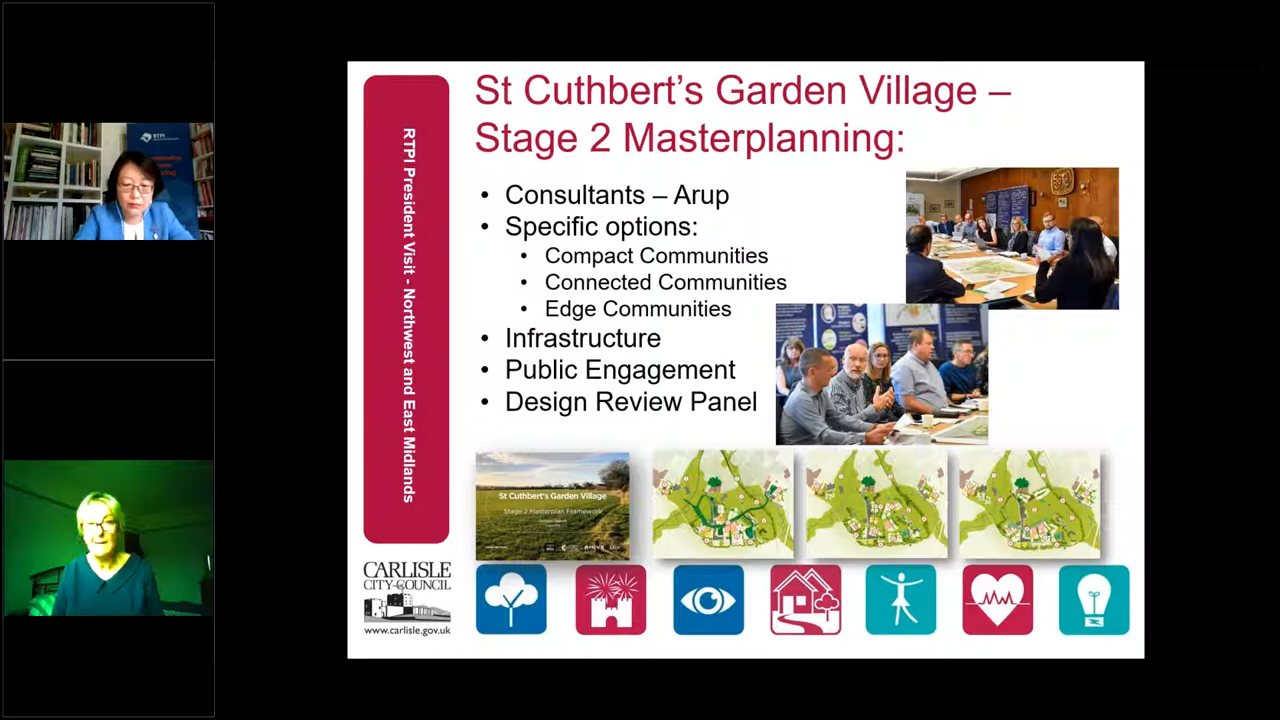 RTPI
St Cuthbert's Garden Village –
Stage 2 Masterplanning:
RTPI President Visit - Northwest and East Midlands
• Consultants – Arup
• Specific options:
• Compact Communities
• Connected Communities
• Edge Communities
• Infrastructure
• Public Engagement
• Design Review Panel
St Cuthbert's Garden Village
Stage 2 Masterplan Framework
CARLISLE
CITY COUNCIL
www.carlisle.gov.uk